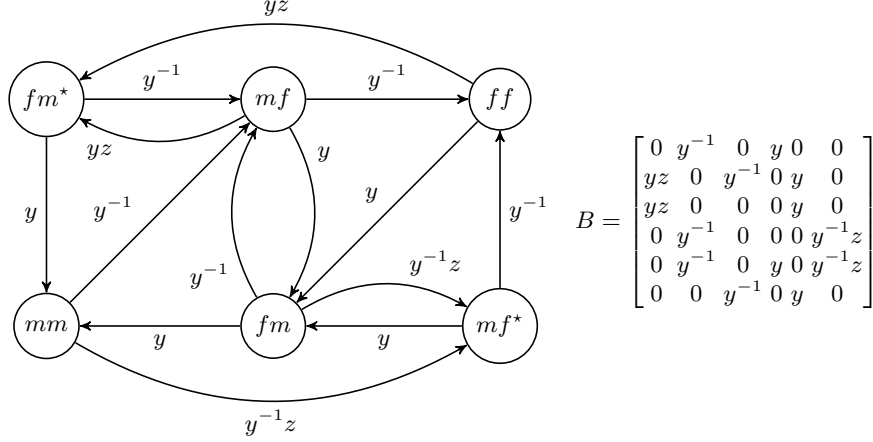 yz
y⁻¹ y⁻¹
fm⋆ mf ff
yz y
y y⁻¹ y y⁻¹
y⁻¹ y⁻¹z
mm fm mf⋆
y y
y⁻¹z
B =
0 y⁻¹ 0 y 0 0
yz 0 y⁻¹ 0 y 0
yz 0 0 0 y 0
0 y⁻¹ 0 0 0 y⁻¹z
0 y⁻¹ 0 y 0 y⁻¹z
0 0 y⁻¹ 0 y 0